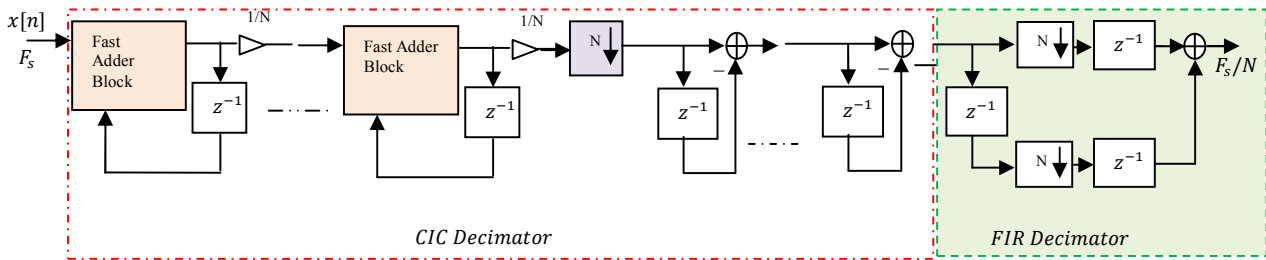 x[n]
F_s
Fast
Adder
Block
1/N
z⁻¹
Fast Adder
Block
1/N
z⁻¹
N
z⁻¹
−
z⁻¹
−
z⁻¹
N
z⁻¹
N
z⁻¹
F_s/N
CIC Decimator
FIR Decimator